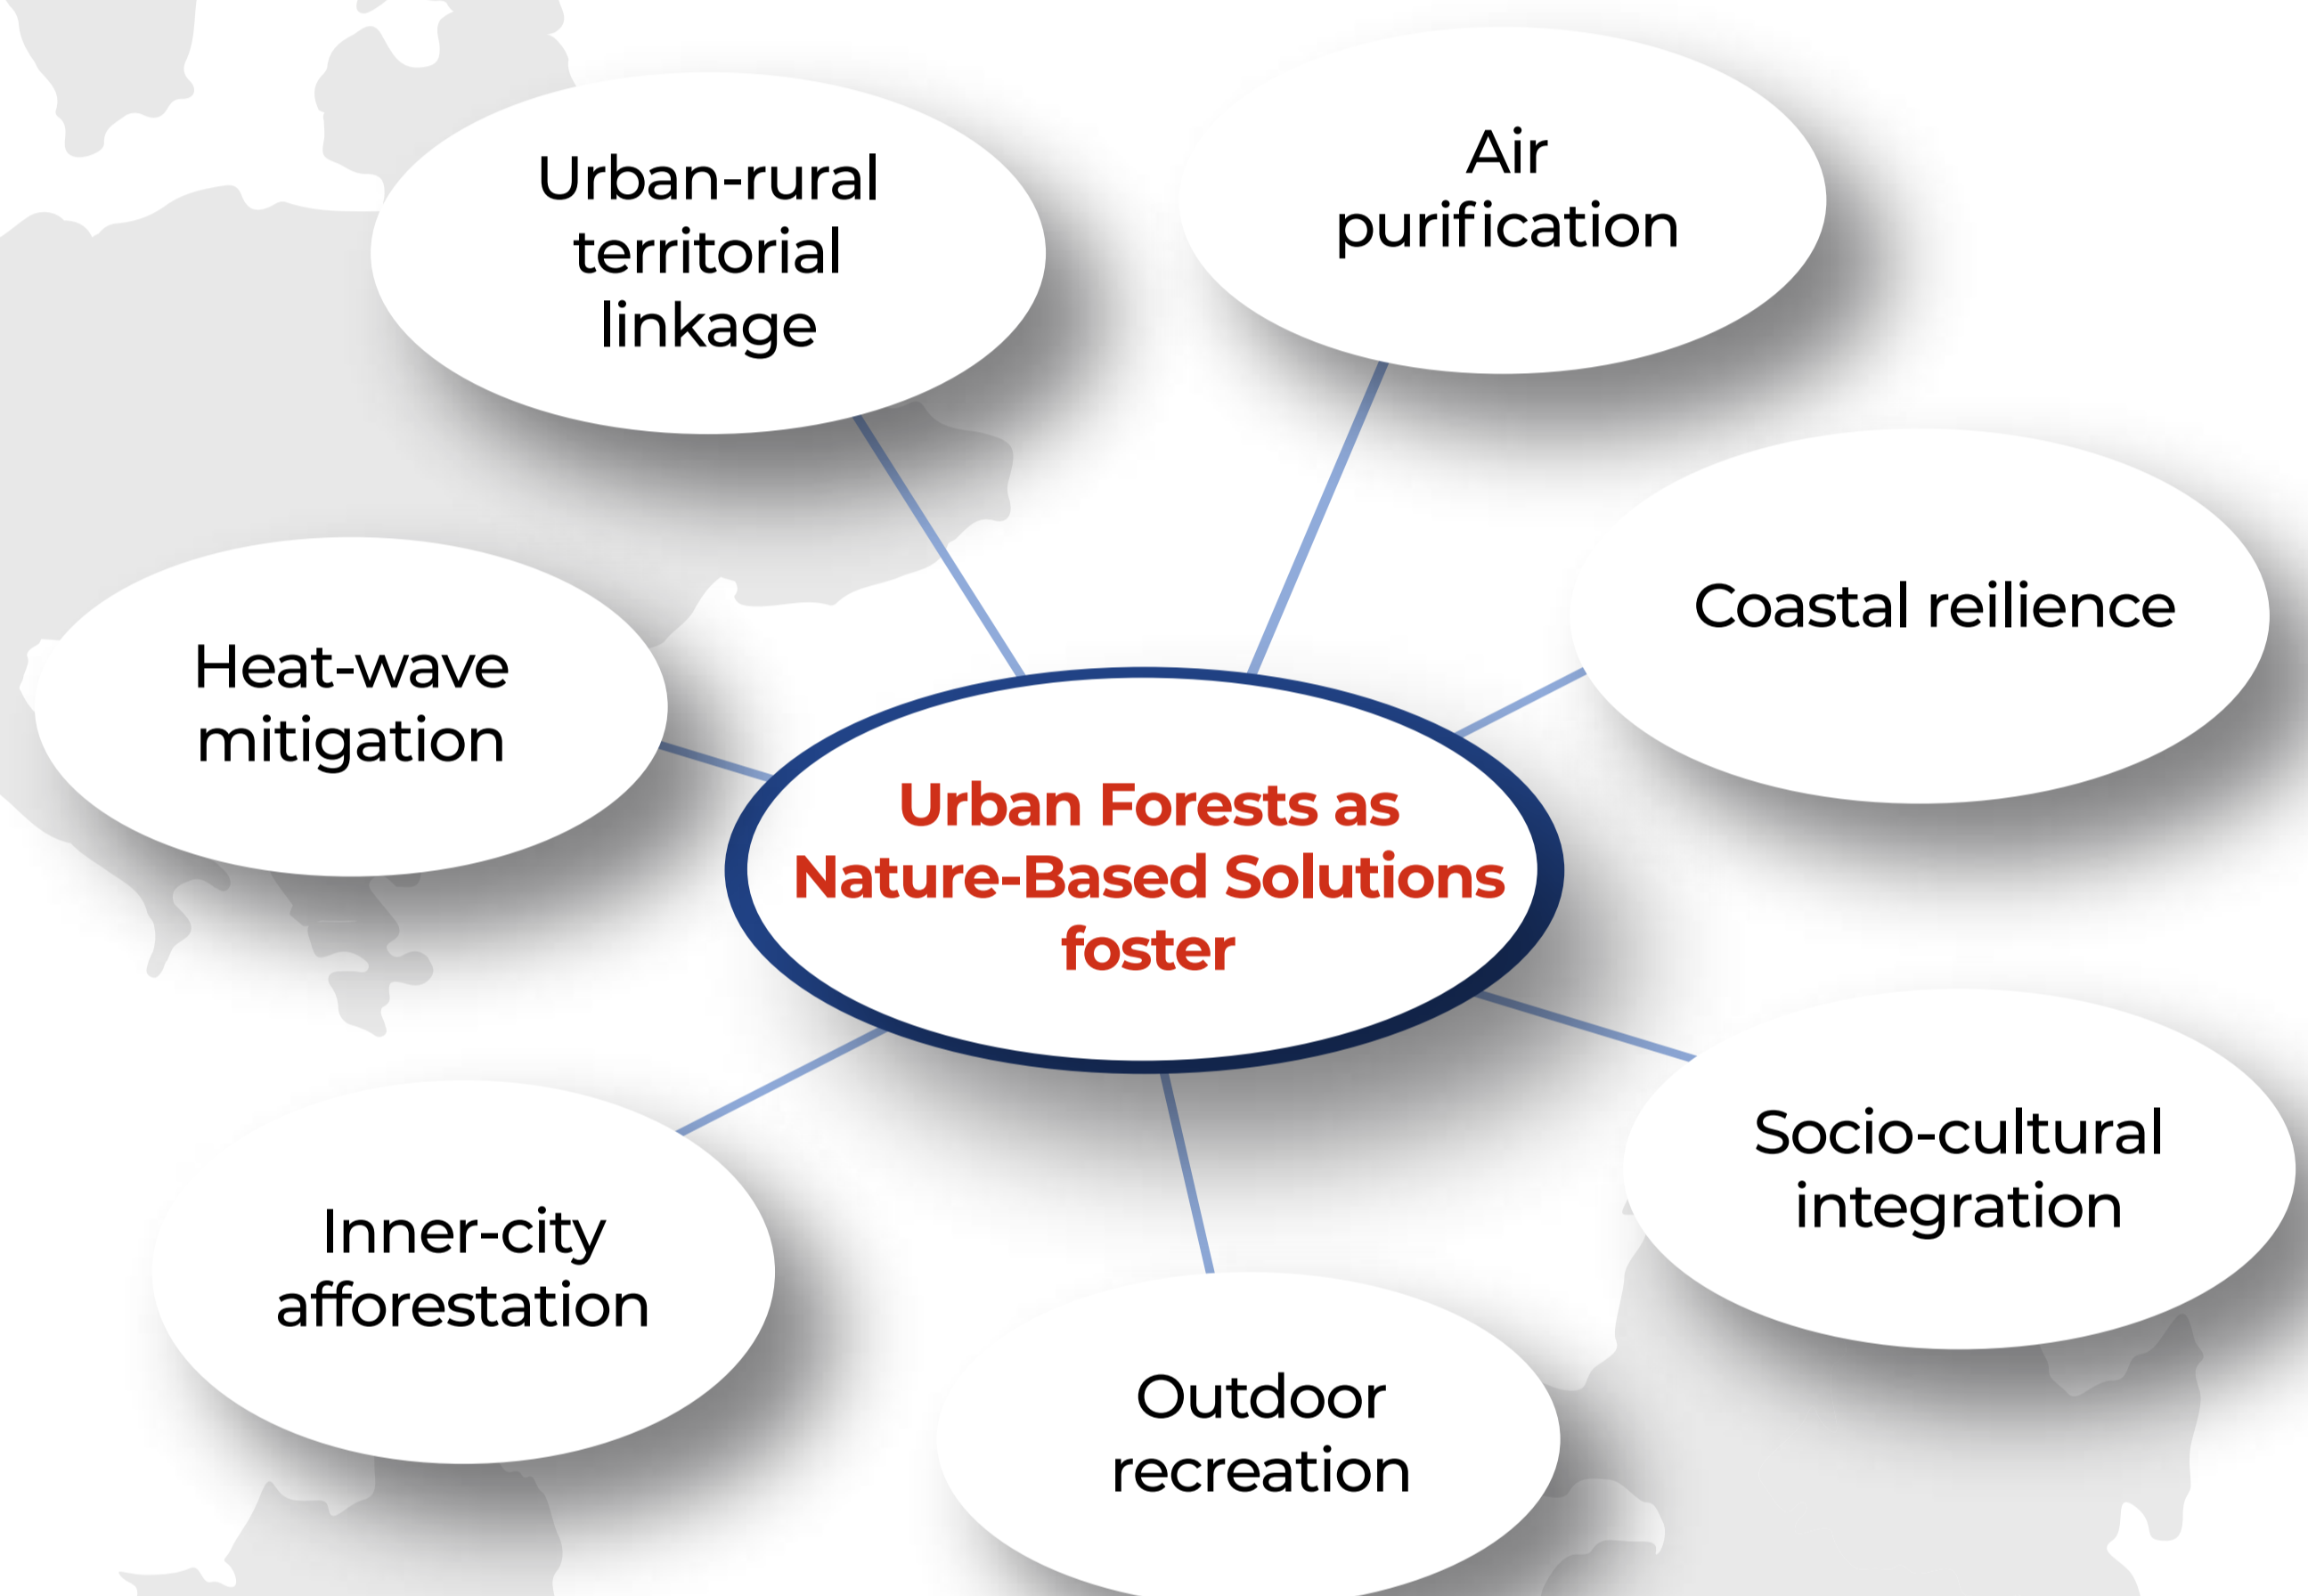 Urban-rural
territorial
linkage
Air
purification
Coastal reilience
Heat-wave
mitigation
Urban Forests as
Nature-Based Solutions
foster
Socio-cultural
integration
Inner-city
afforestation
Outdoor
recreation